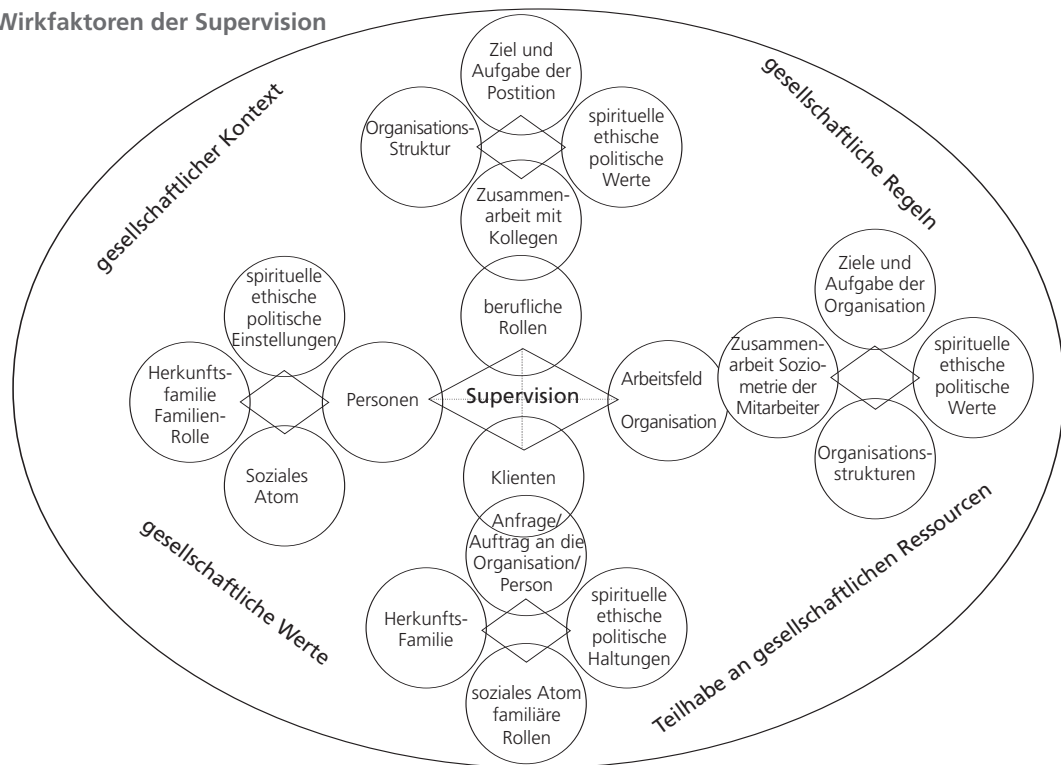 Wirkfaktoren der Supervision
gesellschaftlicher Kontext
gesellschaftliche Regeln
Ziel und
Aufgabe der
Postition
Organisations-
Struktur
spirituelle
ethische
politische
Werte
Zusammen-
arbeit mit
Kollegen
berufliche
Rollen
spirituelle
ethische
politische
Einstellungen
Herkunfts-
familie
Familien-
Rolle
Personen
Soziales
Atom
Supervision
Arbeitsfeld
Organisation
Ziele und
Aufgabe der
Organisation
Zusammen-
arbeit Sozio-
metrie der
Mitarbeiter
spirituelle
ethische
politische
Werte
Organisations-
strukturen
Klienten
Anfrage/
Auftrag an die
Organisation/
Person
Herkunfts-
Familie
spirituelle
ethische
politische
Haltungen
soziales Atom
familiäre
Rollen
gesellschaftliche Werte
Teilhabe an gesellschaftlichen Ressourcen